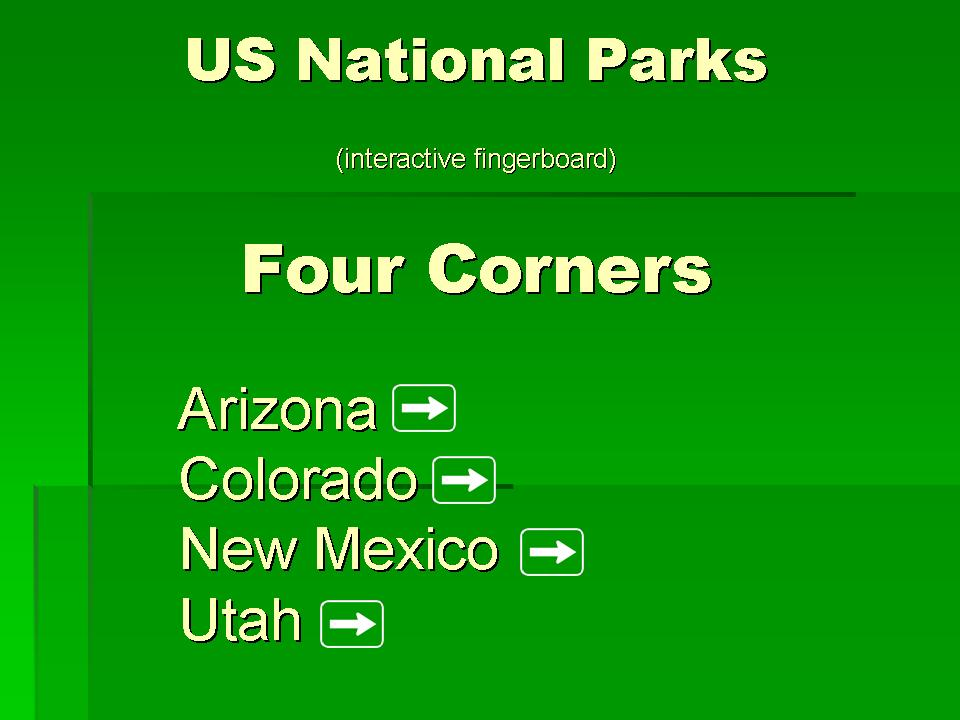 US National Parks
(interactive fingerboard)
Four Corners
Arizona
Colorado
New Mexico
Utah